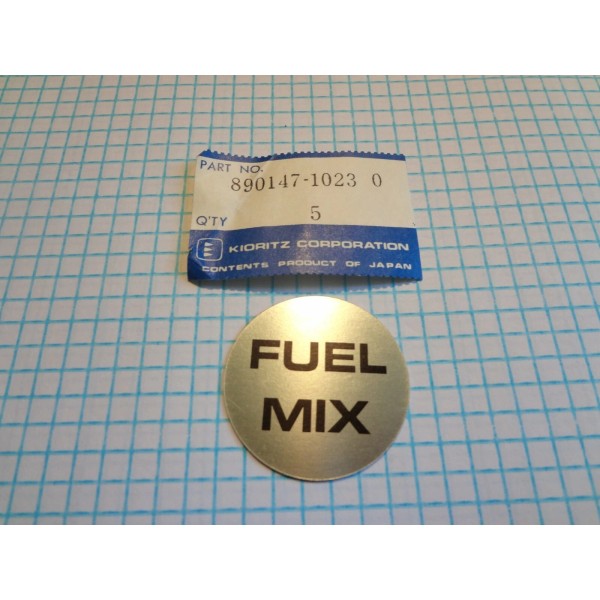 PART NO.
890147-1023 0
Q'TY 5
KIORITZ CORPORATION
CONTENTS PRODUCT OF JAPAN
FUEL
MIX